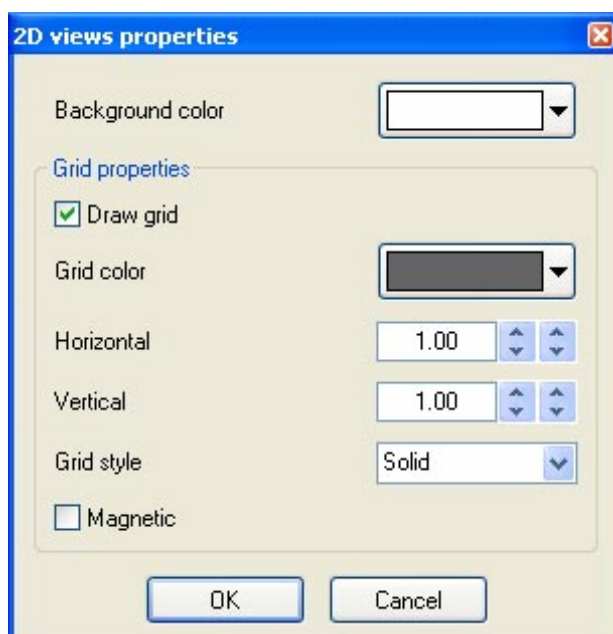 2D views properties
Background color
Grid properties
Draw grid
Grid color
Horizontal 1.00
Vertical 1.00
Grid style Solid
Magnetic
OK Cancel